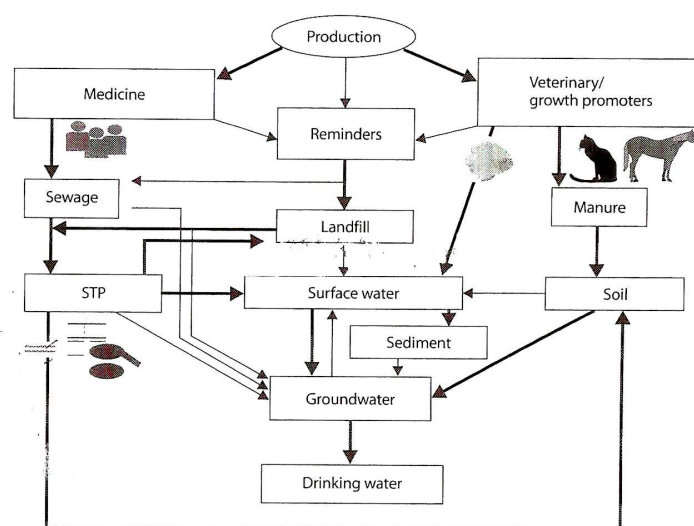 Production
Medicine
Veterinary/
growth promoters
Reminders
Sewage
Manure
Landfill
STP
Surface water
Soil
Sediment
Groundwater
Drinking water